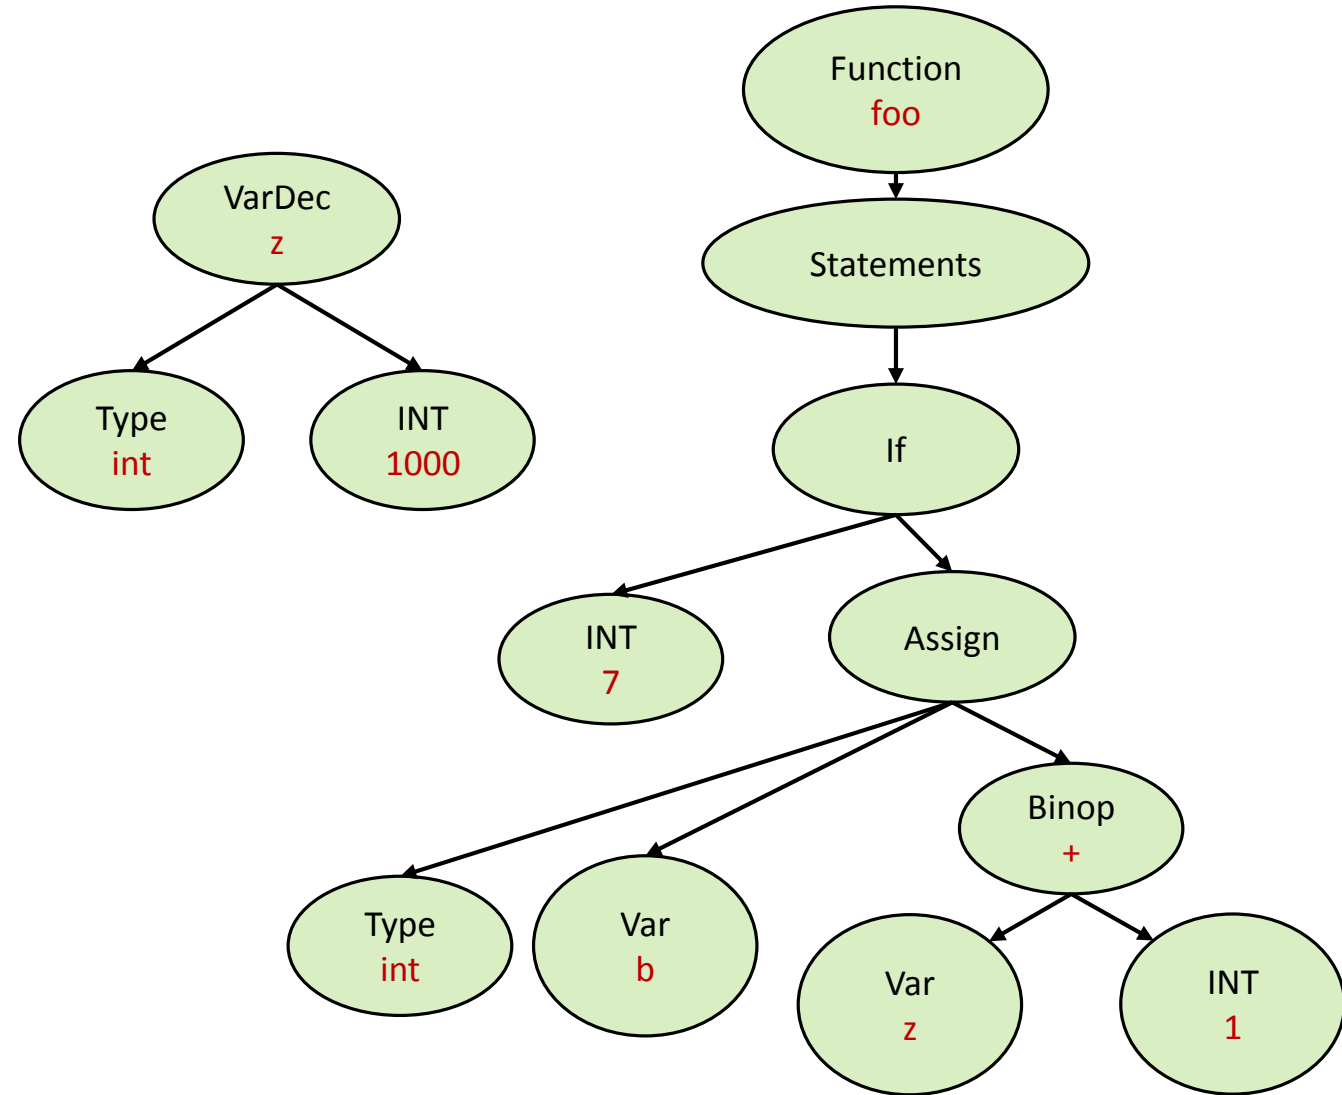 Function
foo
VarDec
z
Statements
Type
int
INT
1000
If
INT
7
Assign
Binop
+
Type
int
Var
b
Var
z
INT
1